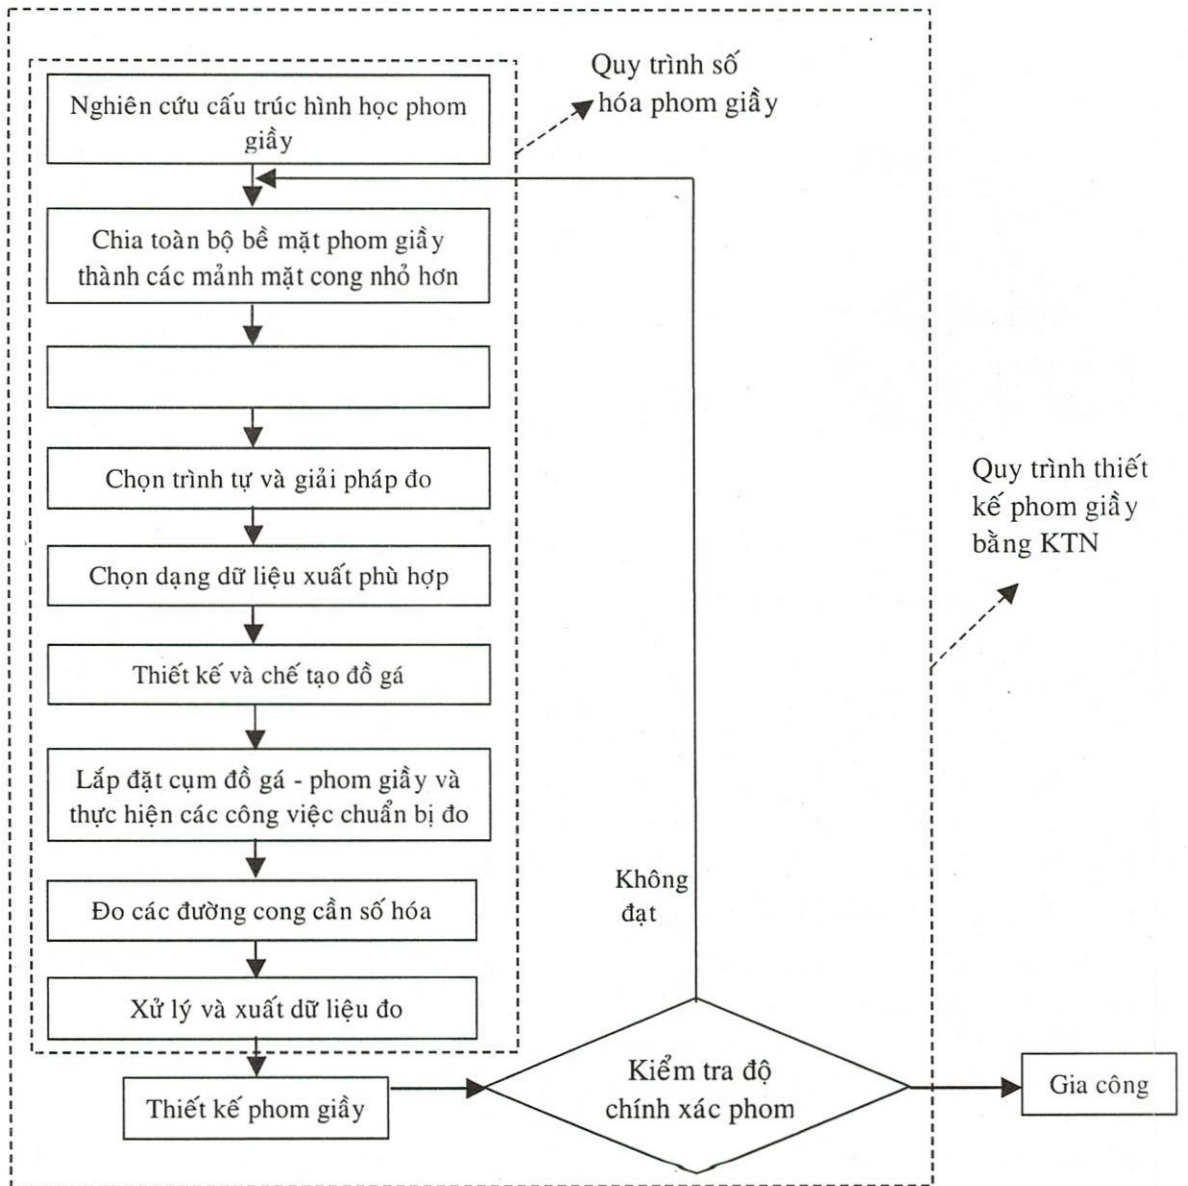 Quy trình số
hóa phom giầy
Nghiên cứu cấu trúc hình học phom
giầy
Chia toàn bộ bề mặt phom giầy
thành các mảnh mặt cong nhỏ hơn
Chọn trình tự và giải pháp đo
Chọn dạng dữ liệu xuất phù hợp
Thiết kế và chế tạo đồ gá
Lắp đặt cụm đồ gá - phom giầy và
thực hiện các công việc chuẩn bị đo
Đo các đường cong cần số hóa
Xử lý và xuất dữ liệu đo
Thiết kế phom giầy
Không
đạt
Kiểm tra độ
chính xác phom
Gia công
Quy trình thiết
kế phom giầy
bằng KTN